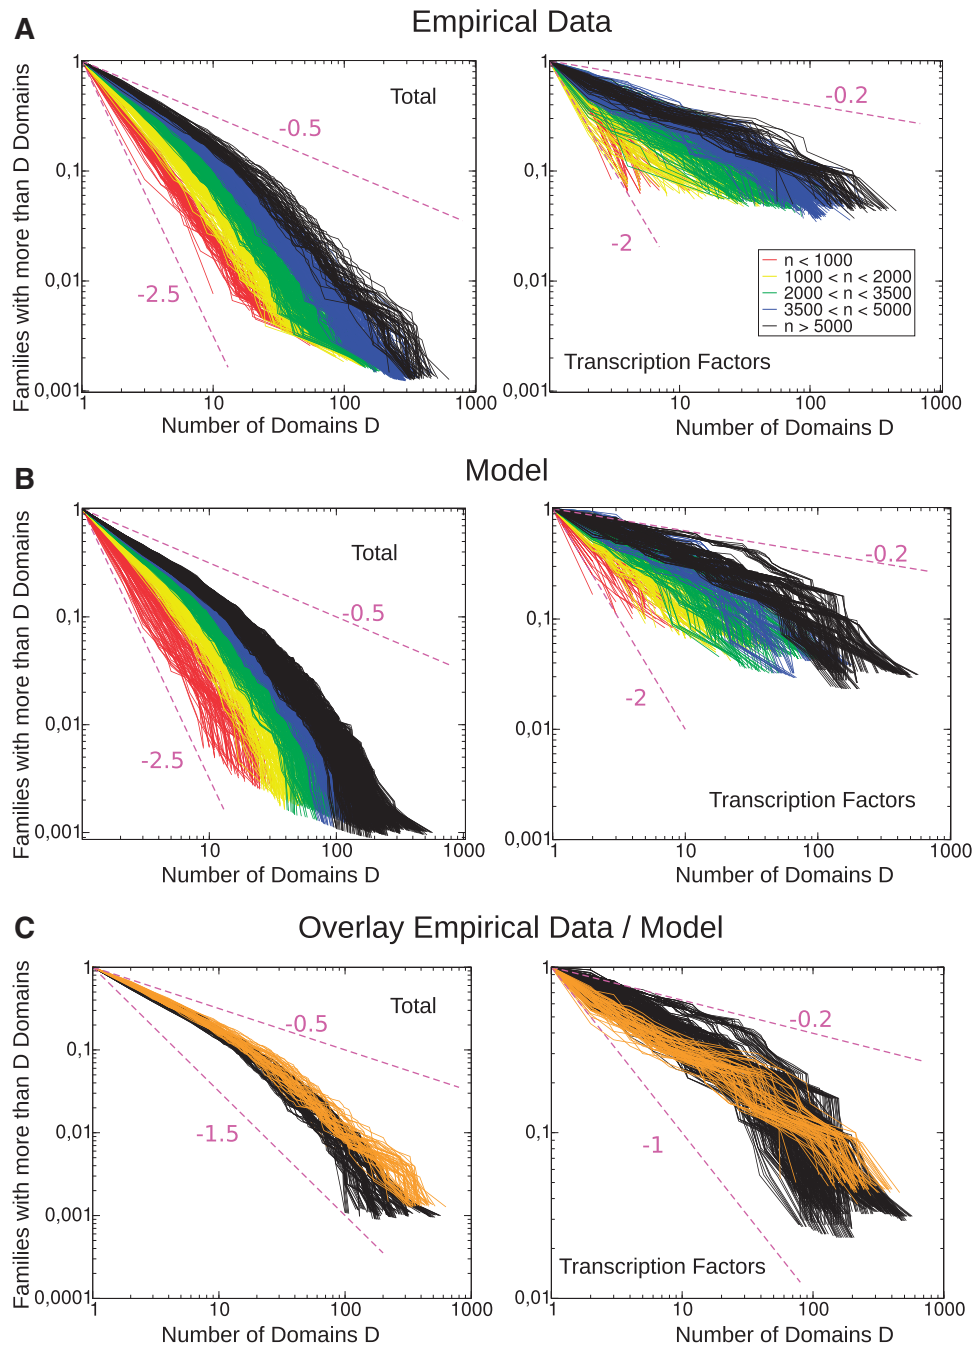 A
Empirical Data
Families with more than D Domains
1
0,1
0,01
0,001
Total
-0.5
-2.5
1
10
100
1000
Number of Domains D
1
0,1
0,01
0,001
-0.2
-2
n < 1000
1000 < n < 2000
2000 < n < 3500
3500 < n < 5000
n > 5000
Transcription Factors
1
10
100
1000
Number of Domains D
B
Model
Families with more than D Domains
1
0,1
0,01
0,001
Total
-0.5
-2.5
10
100
1000
Number of Domains D
1
0,1
0,01
0,001
-0.2
-2
Transcription Factors
1
10
100
1000
Number of Domains D
C
Overlay Empirical Data / Model
Families with more than D Domains
1
0,1
0,01
0,001
0,0001
Total
-0.5
-1.5
1
10
100
1000
Number of Domains D
1
0,1
0,01
-0.2
-1
Transcription Factors
1
10
100
1000
Number of Domains D